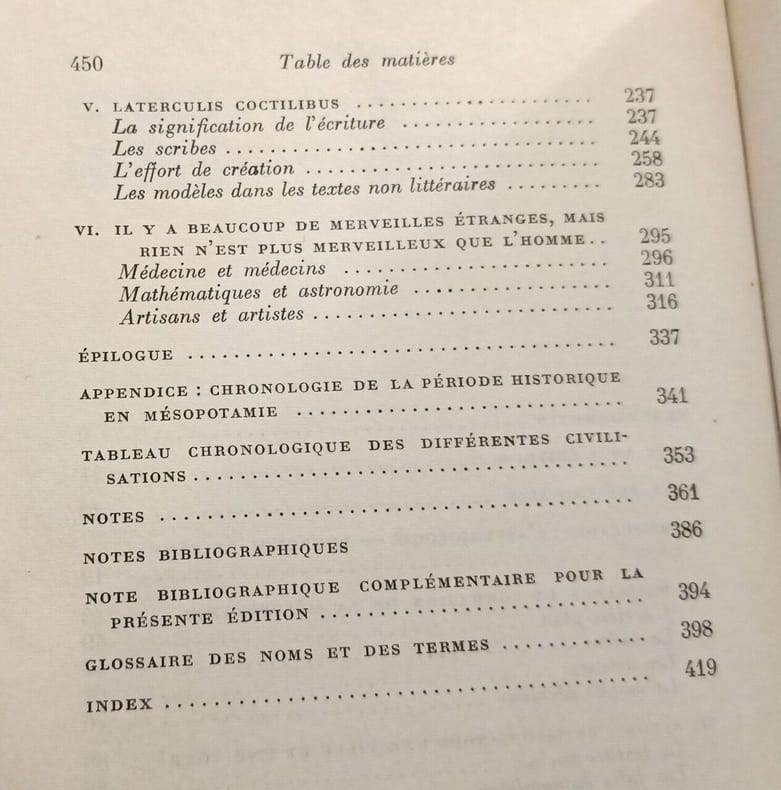 450 Table des matières
V. LATERCULIS COCTILIBUS ........................ 237
La signification de l'écriture .................... 237
Les scribes ..................................... 244
L'effort de création ............................. 258
Les modèles dans les textes non littéraires ......... 283
VI. IL Y A BEAUCOUP DE MERVEILLES ÉTRANGES, MAIS
RIEN N'EST PLUS MERVEILLEUX QUE L'HOMME.. 295
Médecine et médecins ........................ 296
Mathématiques et astronomie .................. 311
Artisans et artistes ............................ 316
ÉPILOGUE ...................................... 337
APPENDICE : CHRONOLOGIE DE LA PÉRIODE HISTORIQUE
EN MÉSOPOTAMIE ............................. 341
TABLEAU CHRONOLOGIQUE DES DIFFÉRENTES CIVILI-
SATIONS ....................................... 353
NOTES .......................................... 361
NOTES BIBLIOGRAPHIQUES 386
NOTE BIBLIOGRAPHIQUE COMPLÉMENTAIRE POUR LA
PRÉSENTE ÉDITION ............................. 394
GLOSSAIRE DES NOMS ET DES TERMES ............. 398
INDEX .......................................... 419